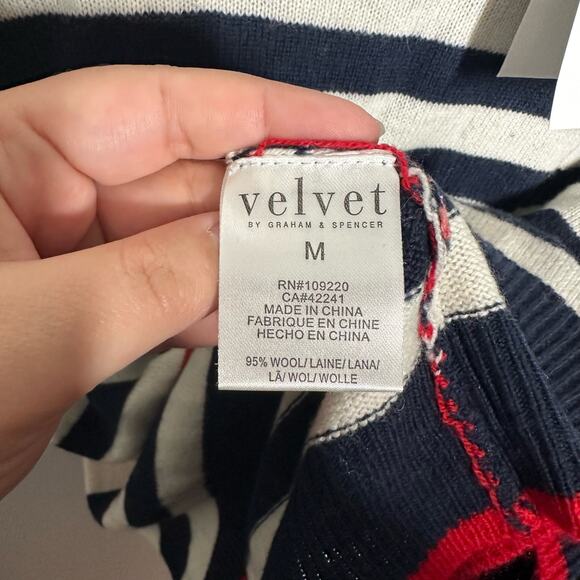 velvet
BY GRAHAM & SPENCER
M
RN#109220
CA#42241
MADE IN CHINA
FABRIQUE EN CHINE
HECHO EN CHINA
95% WOOL/ LAINE/ LANA/
LÃ/ WOL/ WOLLE